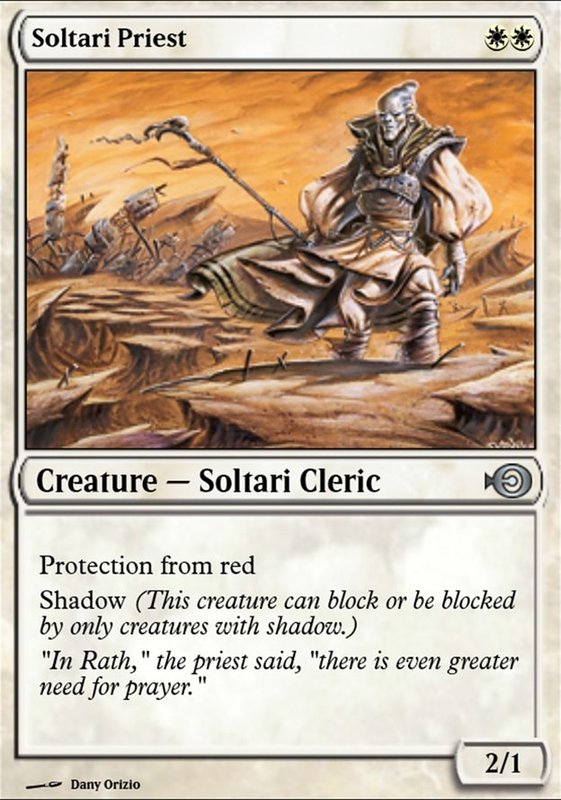 Soltari Priest
Creature — Soltari Cleric
Protection from red
Shadow (This creature can block or be blocked
by only creatures with shadow.)
"In Rath," the priest said, "there is even greater
need for prayer."
2/1
Dany Orizio